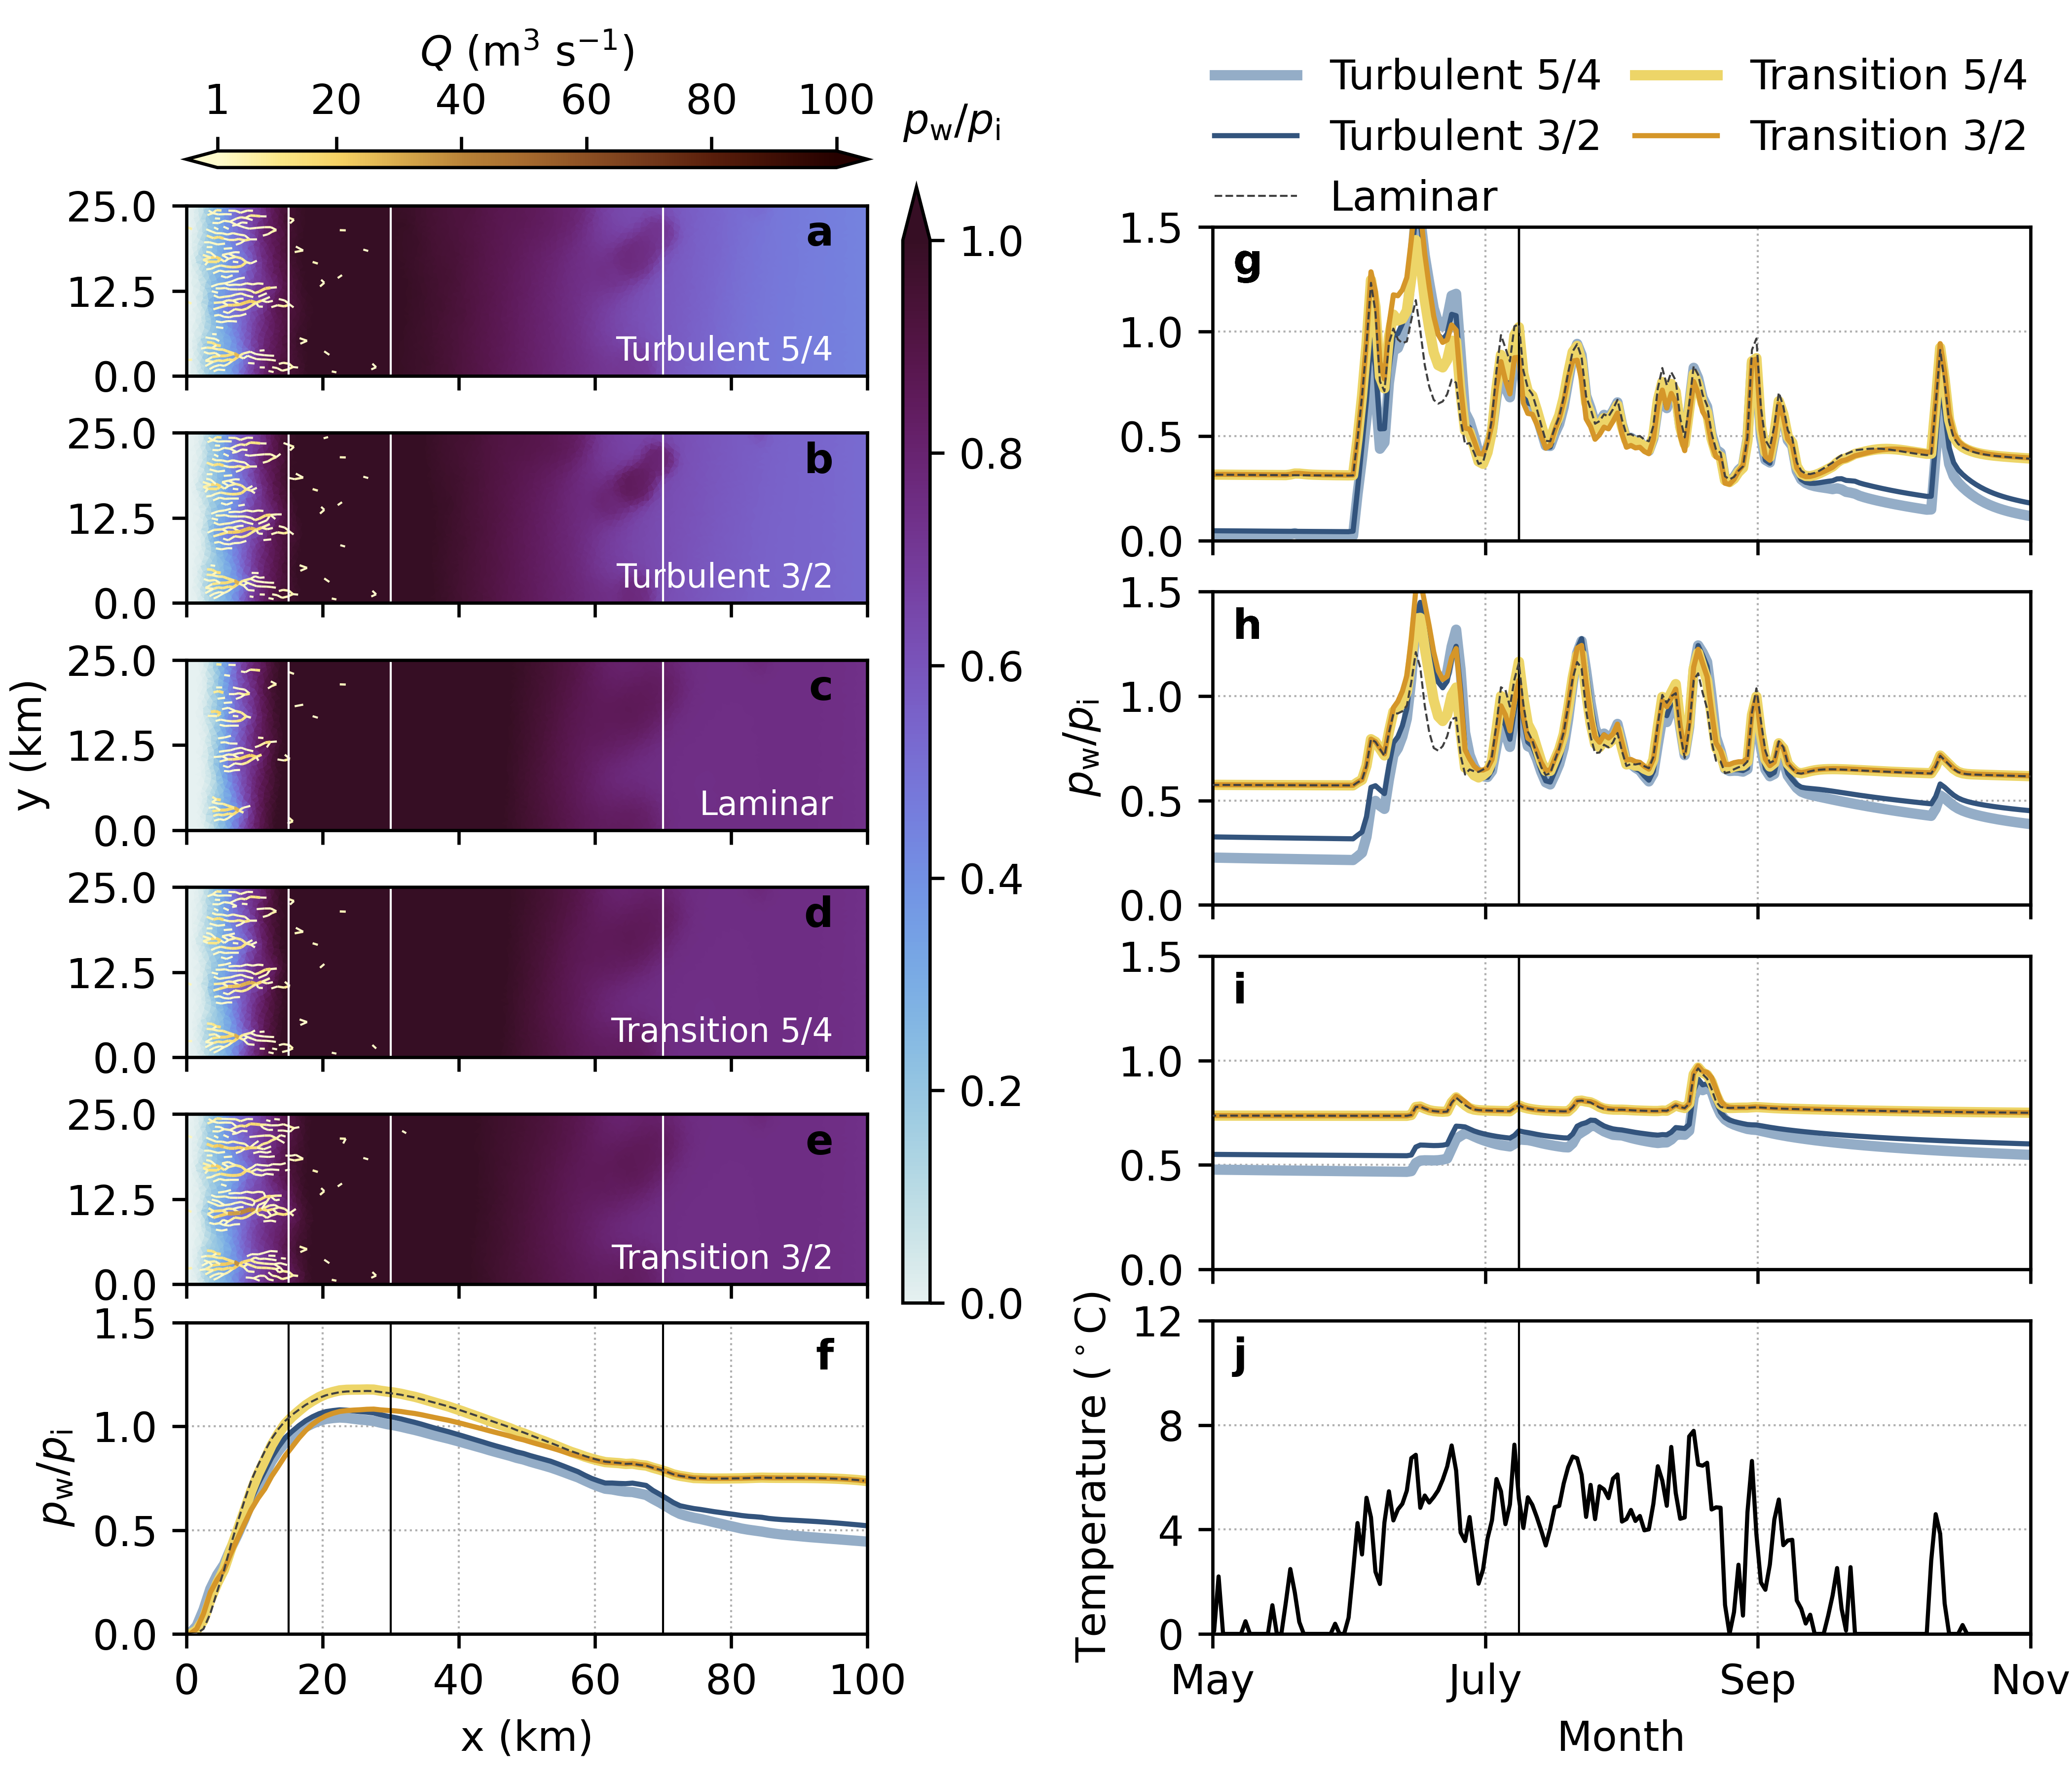 Q (m³ s⁻¹)
1 20 40 60 80 100
p_w/p_i
25.0
12.5
0.0
a
Turbulent 5/4
25.0
12.5
0.0
b
Turbulent 3/2
y (km)
25.0
12.5
0.0
c
Laminar
25.0
12.5
0.0
d
Transition 5/4
25.0
12.5
0.0
e
Transition 3/2
1.0
0.8
0.6
0.4
0.2
0.0
p_w/p_i
1.5
1.0
0.5
0.0
f
0 20 40 60 80 100
x (km)
Turbulent 5/4 Transition 5/4
Turbulent 3/2 Transition 3/2
Laminar
1.5
1.0
0.5
0.0
g
p_w/p_i
1.5
1.0
0.5
0.0
h
1.5
1.0
0.5
0.0
i
Temperature (°C)
12
8
4
0
j
May July Sep Nov
Month